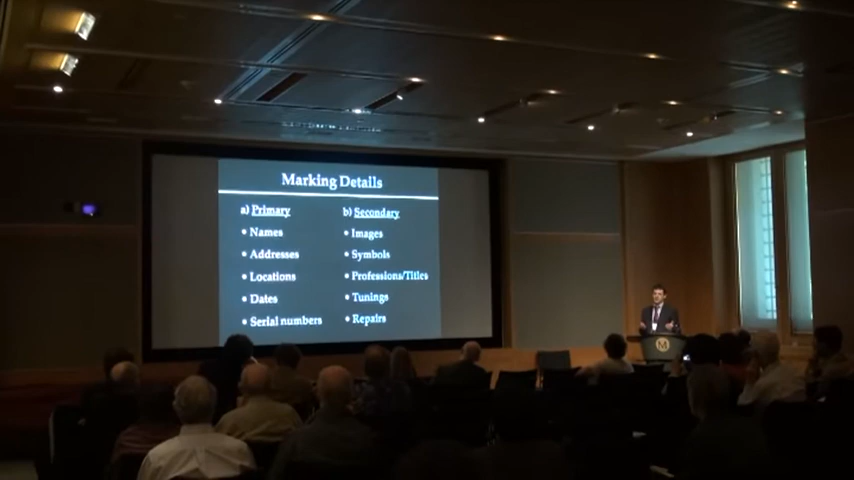 Marking Details
a) Primary
• Names
• Addresses
• Locations
• Dates
• Serial numbers
b) Secondary
• Images
• Symbols
• Professions/Titles
• Tunings
• Repairs
M